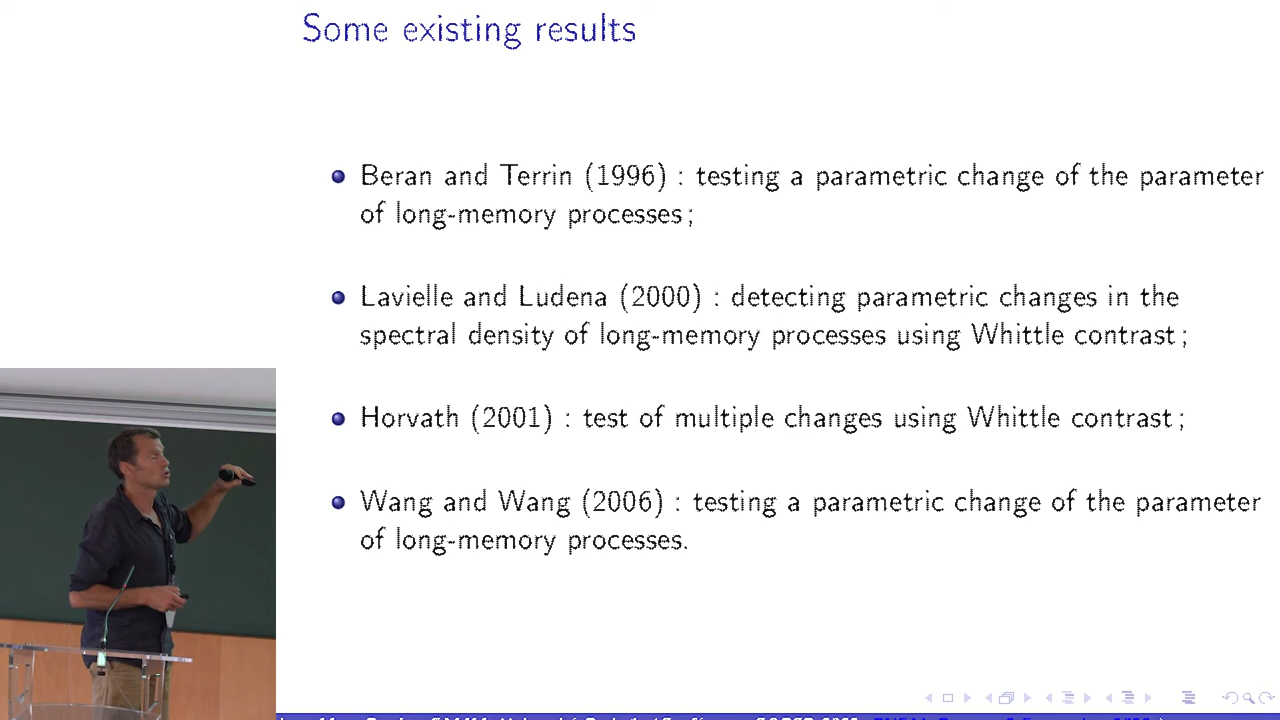 Some existing results
Beran and Terrin (1996) : testing a parametric change of the parameter
of long-memory processes;
Lavielle and Ludena (2000) : detecting parametric changes in the
spectral density of long-memory processes using Whittle contrast;
Horvath (2001) : test of multiple changes using Whittle contrast;
Wang and Wang (2006) : testing a parametric change of the parameter
of long-memory processes.